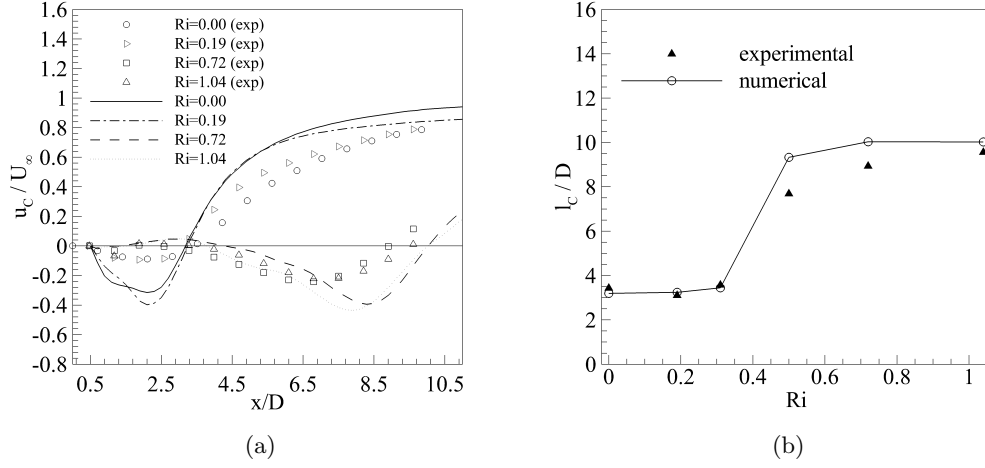 Ri=0.00 (exp)
Ri=0.19 (exp)
Ri=0.72 (exp)
Ri=1.04 (exp)
Ri=0.00
Ri=0.19
Ri=0.72
Ri=1.04
u_C / U_∞
2
1.8
1.6
1.4
1.2
1
0.8
0.6
0.4
0.2
0
-0.2
-0.4
-0.6
-0.8
0.5 2.5 4.5 6.5 8.5 10.5
x/D
(a)
experimental
numerical
l_C / D
16
14
12
10
8
6
4
2
0
0 0.2 0.4 0.6 0.8 1
Ri
(b)